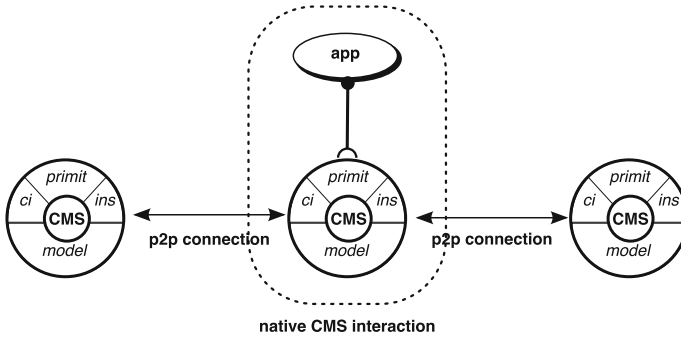 app
primit
ci
ins
CMS
model
primit
ci
ins
CMS
model
primit
ci
ins
CMS
model
p2p connection
p2p connection
native CMS interaction